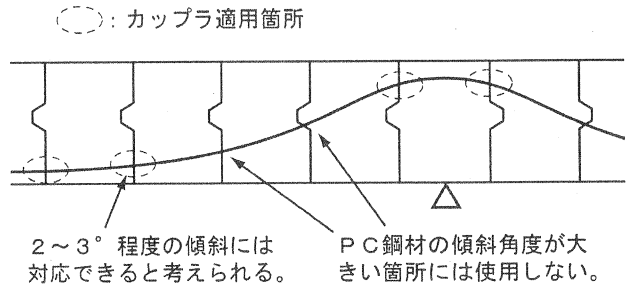 ：カップラ適用箇所
２～３°程度の傾斜には
対応できると考えられる。
ＰＣ鋼材の傾斜角度が大
きい箇所には使用しない。